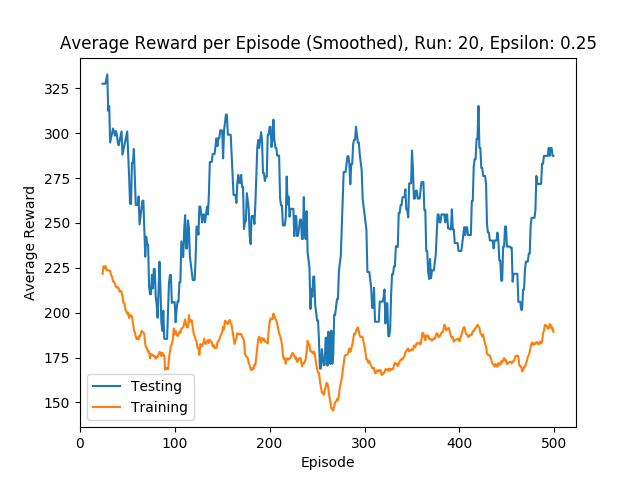 Average Reward per Episode (Smoothed), Run: 20, Epsilon: 0.25
325
300
275
250
225
200
175
150
Average Reward
Testing
Training
0 100 200 300 400 500
Episode